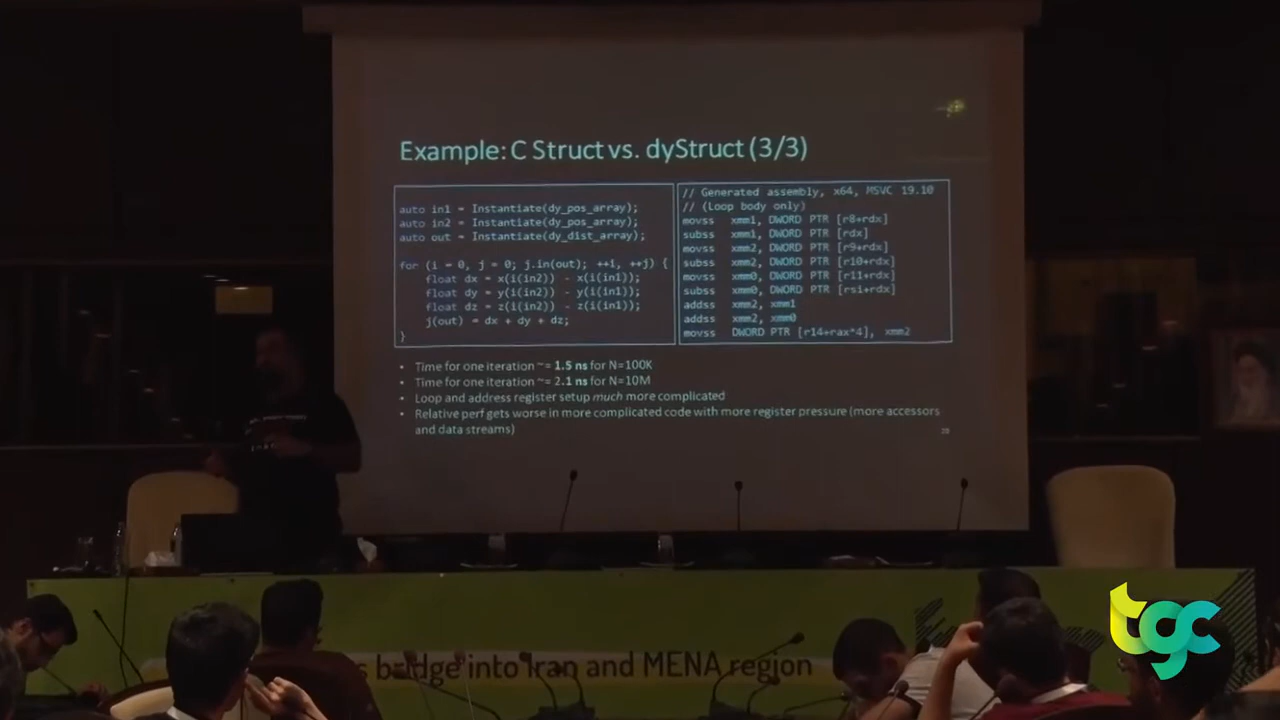 Example: C Struct vs. dyStruct (3/3)
auto in1 = Instantiate(dy_pos_array);
auto in2 = Instantiate(dy_pos_array);
auto out = Instantiate(dy_dist_array);
for (i = 0, j = 0; j.in(out); ++i, ++j) {
float dx = x(i(in2)) - x(i(in1));
float dy = y(i(in2)) - y(i(in1));
float dz = z(i(in2)) - z(i(in1));
j(out) = dx + dy + dz;
}
// Generated assembly, x64, MSVC 19.10
// (Loop body only)
movss xmm1, DWORD PTR [r8+rdx]
subss xmm1, DWORD PTR [rdx]
movss xmm2, DWORD PTR [r9+rdx]
subss xmm2, DWORD PTR [r10+rdx]
movss xmm0, DWORD PTR [r11+rdx]
subss xmm0, DWORD PTR [rsi+rdx]
addss xmm2, xmm1
addss xmm2, xmm0
movss DWORD PTR [r14+rax*4], xmm2
• Time for one iteration ~= 1.5 ns for N=100K
• Time for one iteration ~= 2.1 ns for N=10M
• Loop and address register setup much more complicated
• Relative perf gets worse in more complicated code with more register pressure (more accessors
and data streams)
bridge into Iran and MENA region
tgc